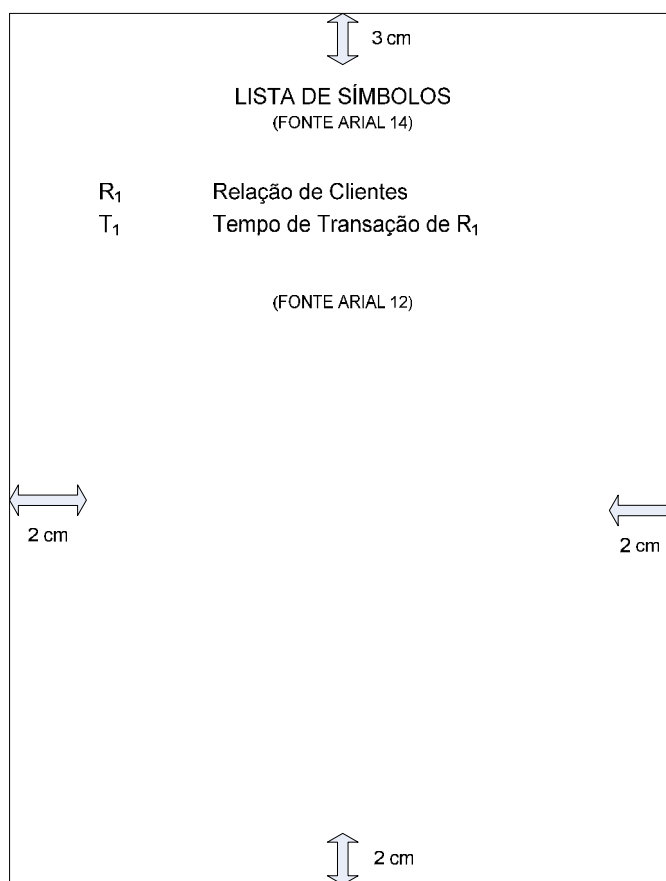 3 cm
LISTA DE SÍMBOLOS
(FONTE ARIAL 14)
R₁ Relação de Clientes
T₁ Tempo de Transação de R₁
(FONTE ARIAL 12)
2 cm
2 cm
2 cm